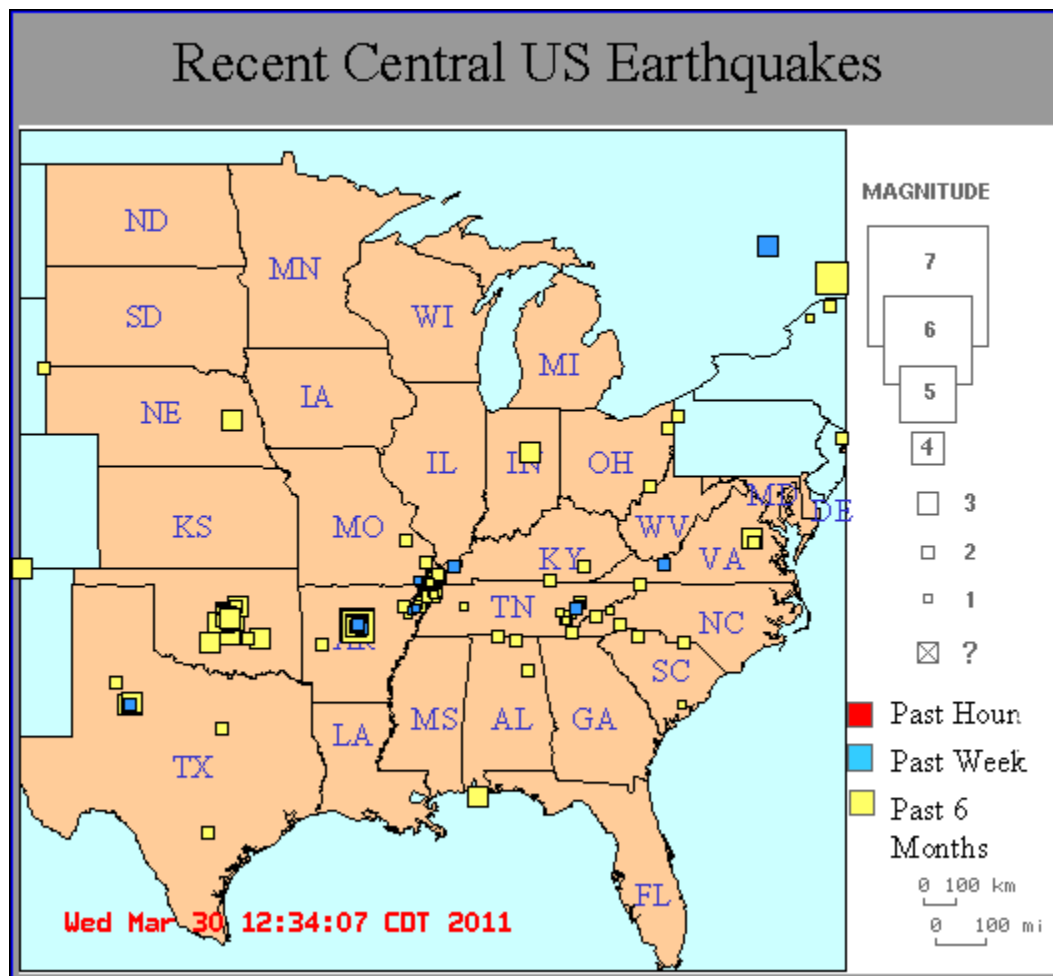 Recent Central US Earthquakes
MAGNITUDE
7
6
5
4
3
2
1
?
Past Houn
Past Week
Past 6
Months
0 100 km
0 100 mi
ND
MN
SD
WI
MI
NE
IA
IL
IN
OH
MD
DE
KS
MO
WV
VA
KY
TN
NC
AR
SC
MS
AL
GA
LA
TX
FL
Wed Mar 30 12:34:07 CDT 2011